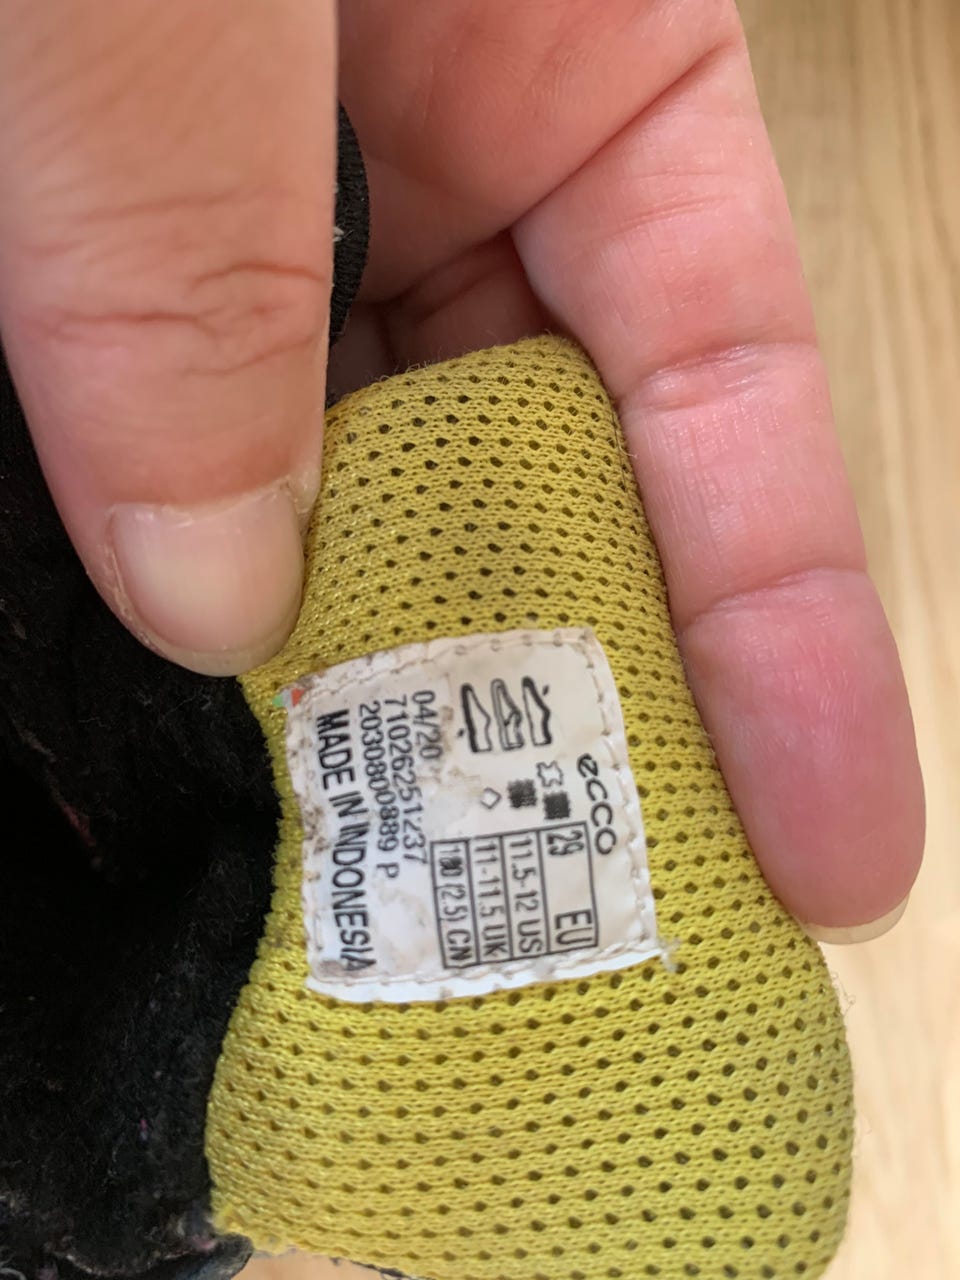 ecco
29 EU
11.5-12 US
11-11.5 UK
180 (2.5) CN
04/20
71026251237
2030800889 P
MADE IN INDONESIA